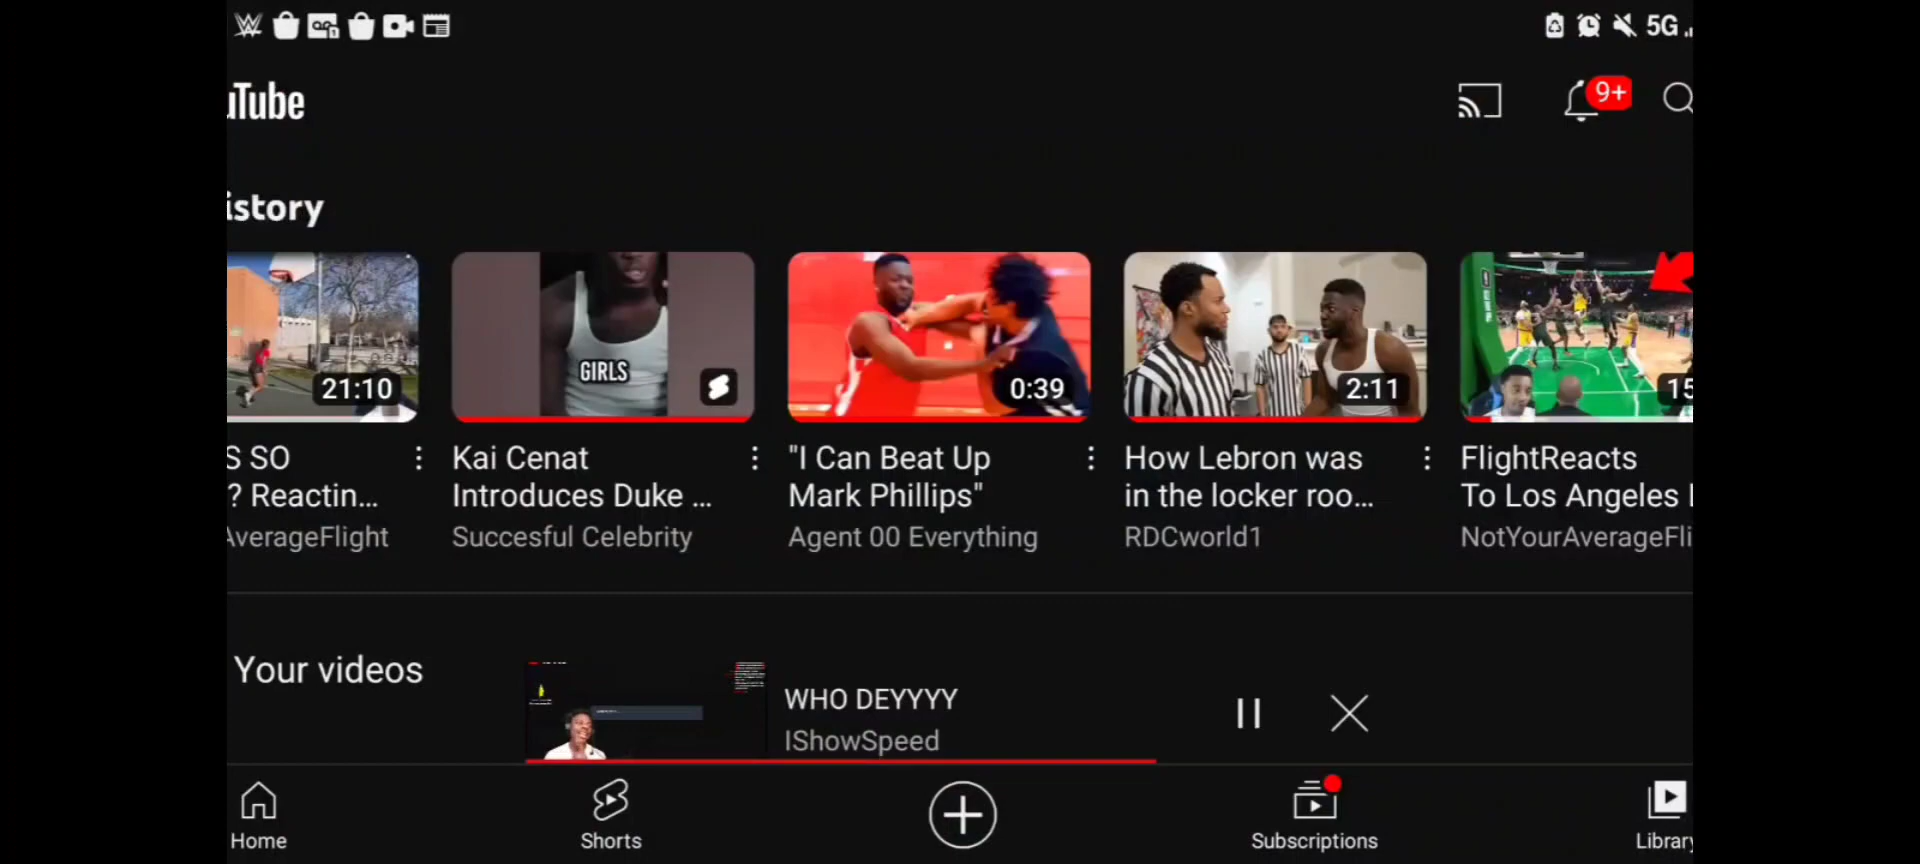 5G
uTube
9+
istory
21:10
GIRLS
0:39
2:11
15
S SO
? Reactin...
AverageFlight
Kai Cenat
Introduces Duke ...
Succesful Celebrity
"I Can Beat Up
Mark Phillips"
Agent 00 Everything
How Lebron was
in the locker roo...
RDCworld1
FlightReacts
To Los Angeles
NotYourAverageFli
Your videos
WHO DEYYYY
IShowSpeed
Home
Shorts
Subscriptions
Library